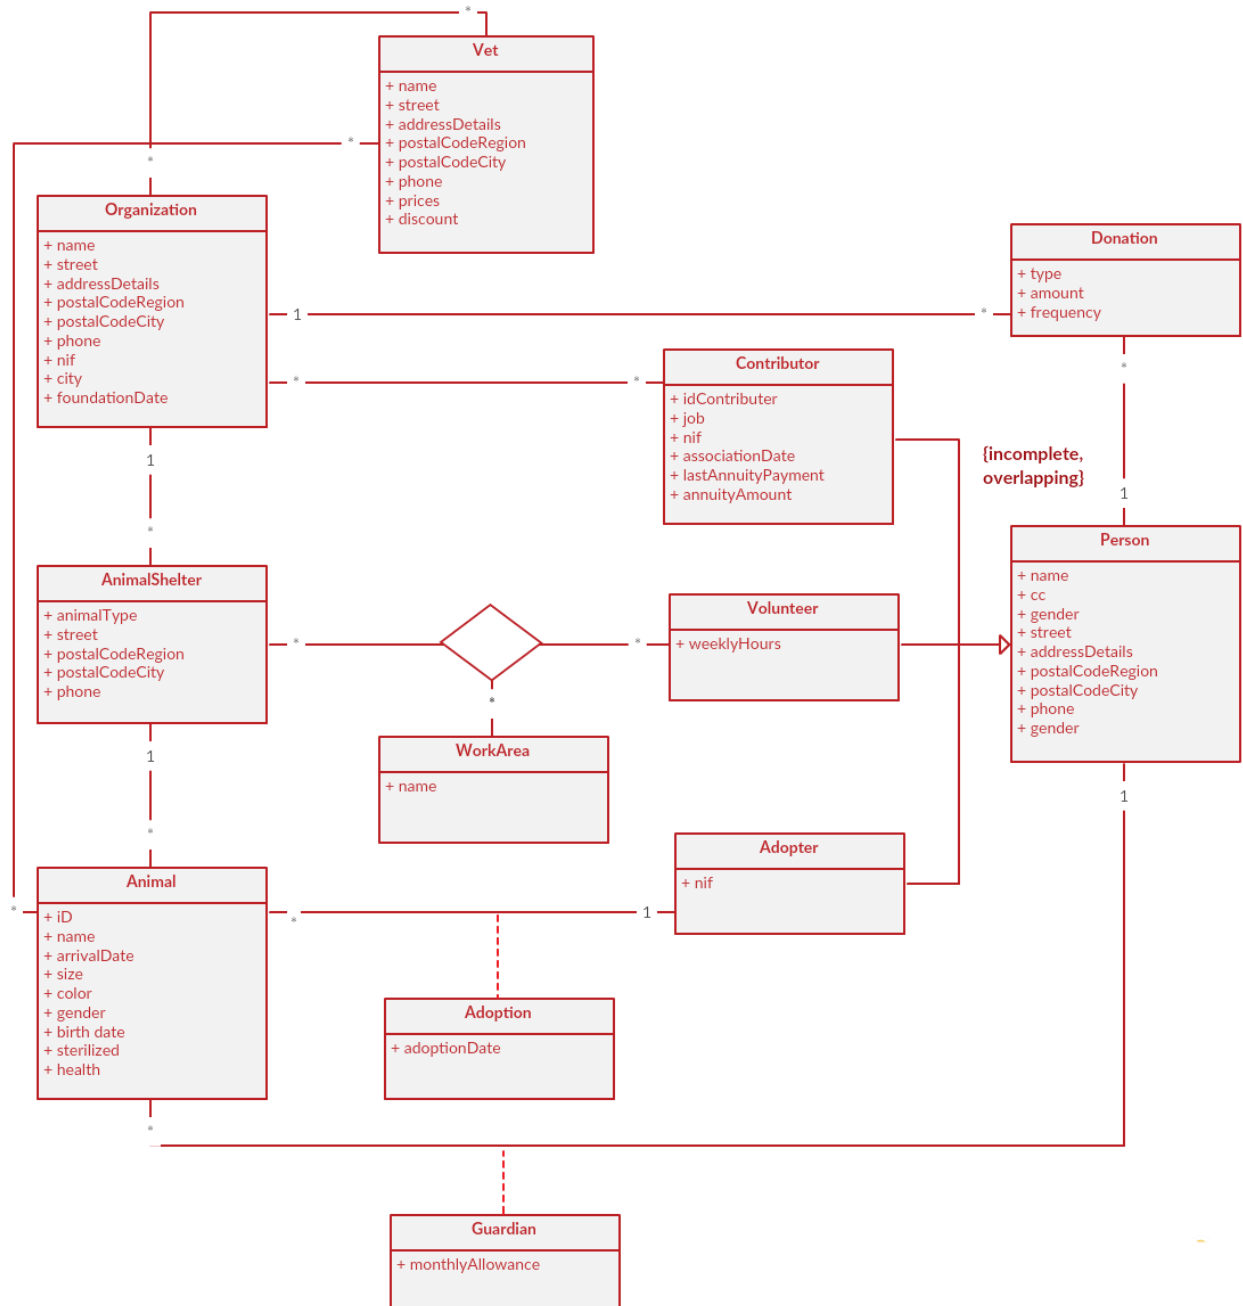 *
Vet
+ name
+ street
+ addressDetails
+ postalCodeRegion
+ postalCodeCity
+ phone
+ prices
+ discount
*
*
Organization
+ name
+ street
+ addressDetails
+ postalCodeRegion
+ postalCodeCity
+ phone
+ nif
+ city
+ foundationDate
Donation
+ type
+ amount
+ frequency
1
*
Contributor
+ idContributer
+ job
+ nif
+ associationDate
+ lastAnnuityPayment
+ annuityAmount
*
*
*
{incomplete,
overlapping}
1
1
*
AnimalShelter
+ animalType
+ street
+ postalCodeRegion
+ postalCodeCity
+ phone
Person
+ name
+ cc
+ gender
+ street
+ addressDetails
+ postalCodeRegion
+ postalCodeCity
+ phone
+ gender
Volunteer
+ weeklyHours
*
*
*
WorkArea
+ name
1
*
1
Adopter
+ nif
Animal
+ iD
+ name
+ arrivalDate
+ size
+ color
+ gender
+ birth date
+ sterilized
+ health
*
*
1
Adoption
+ adoptionDate
*
Guardian
+ monthlyAllowance